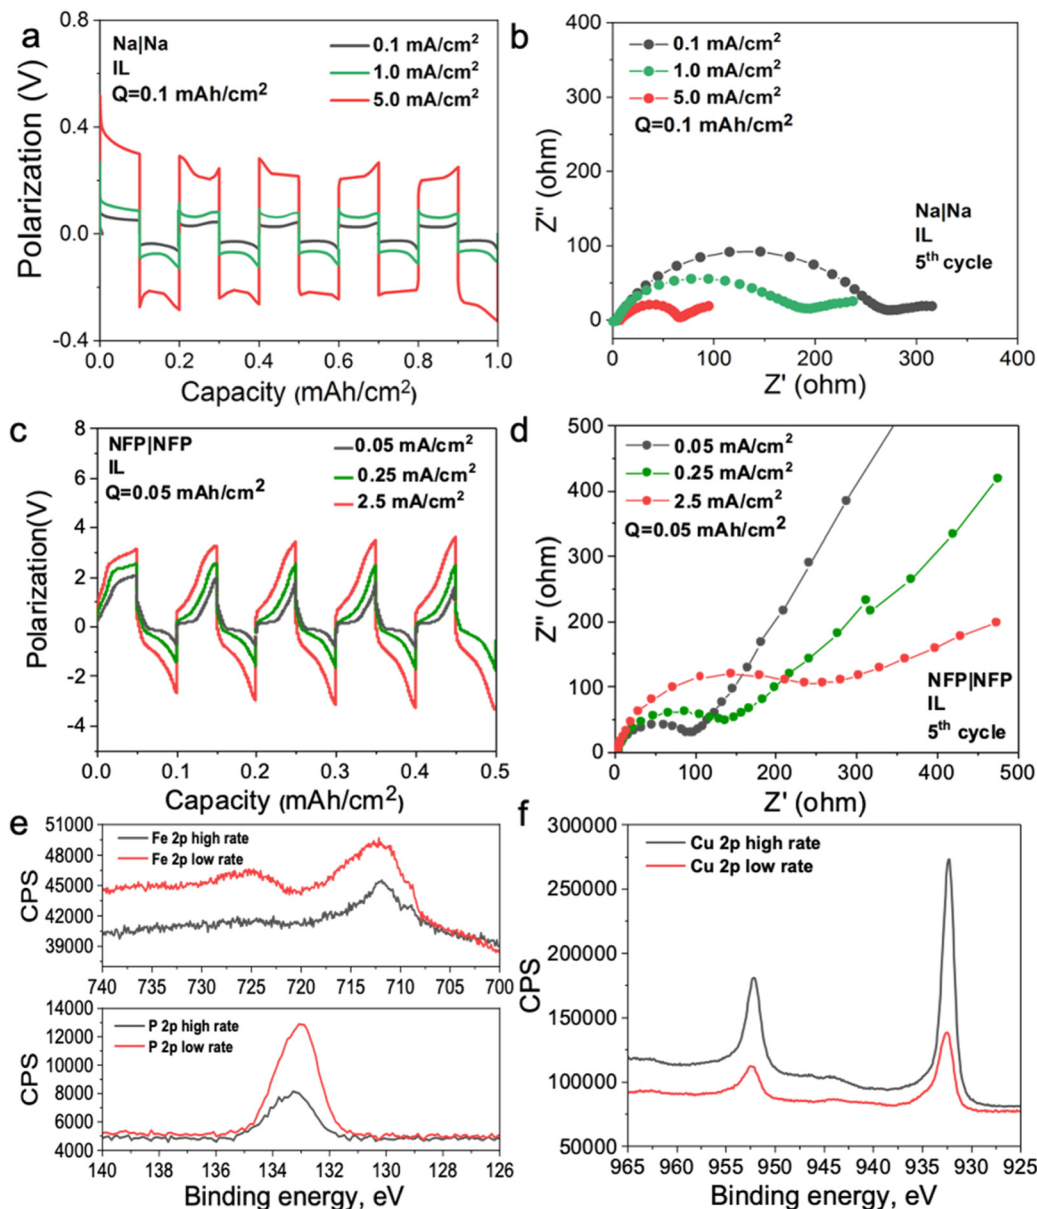 a
Na|Na
IL
Q=0.1 mAh/cm²
0.1 mA/cm²
1.0 mA/cm²
5.0 mA/cm²
0.8
0.4
0.0
-0.4
Polarization (V)
0.0 0.2 0.4 0.6 0.8 1.0
Capacity (mAh/cm²)
b
0.1 mA/cm²
1.0 mA/cm²
5.0 mA/cm²
Q=0.1 mAh/cm²
Na|Na
IL
5th cycle
400
300
200
100
0
Z'' (ohm)
0 100 200 300 400
Z' (ohm)
c
NFP|NFP
IL
Q=0.05 mAh/cm²
0.05 mA/cm²
0.25 mA/cm²
2.5 mA/cm²
8
6
4
2
0
-2
-4
Polarization(V)
0.0 0.1 0.2 0.3 0.4 0.5
Capacity (mAh/cm²)
d
0.05 mA/cm²
0.25 mA/cm²
2.5 mA/cm²
Q=0.05 mAh/cm²
NFP|NFP
IL
5th cycle
500
400
300
200
100
0
Z'' (ohm)
0 100 200 300 400 500
Z' (ohm)
e
Fe 2p high rate
Fe 2p low rate
51000
48000
45000
42000
39000
CPS
740 735 730 725 720 715 710 705 700
P 2p high rate
P 2p low rate
14000
12000
10000
8000
6000
4000
CPS
140 138 136 134 132 130 128 126
Binding energy, eV
f
Cu 2p high rate
Cu 2p low rate
300000
250000
200000
150000
100000
50000
CPS
965 960 955 950 945 940 935 930 925
Binding energy, eV